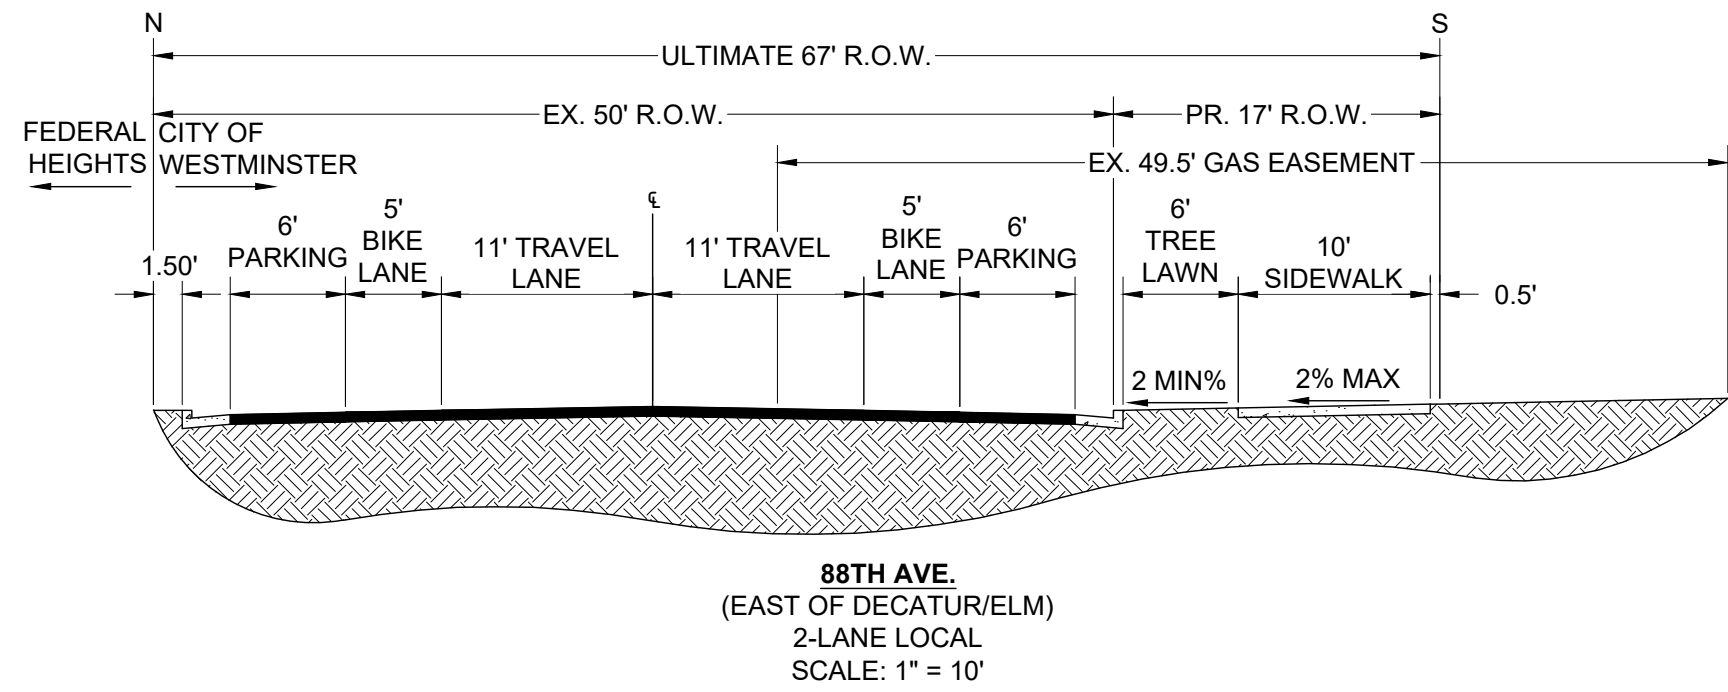 N
S
ULTIMATE 67' R.O.W.
EX. 50' R.O.W.
PR. 17' R.O.W.
FEDERAL
HEIGHTS
CITY OF
WESTMINSTER
EX. 49.5' GAS EASEMENT
1.50'
6'
PARKING
5'
BIKE
LANE
11' TRAVEL
LANE
℄
11' TRAVEL
LANE
5'
BIKE
LANE
6'
PARKING
6'
TREE
LAWN
10'
SIDEWALK
0.5'
2 MIN%
2% MAX
88TH AVE.
(EAST OF DECATUR/ELM)
2-LANE LOCAL
SCALE: 1" = 10'